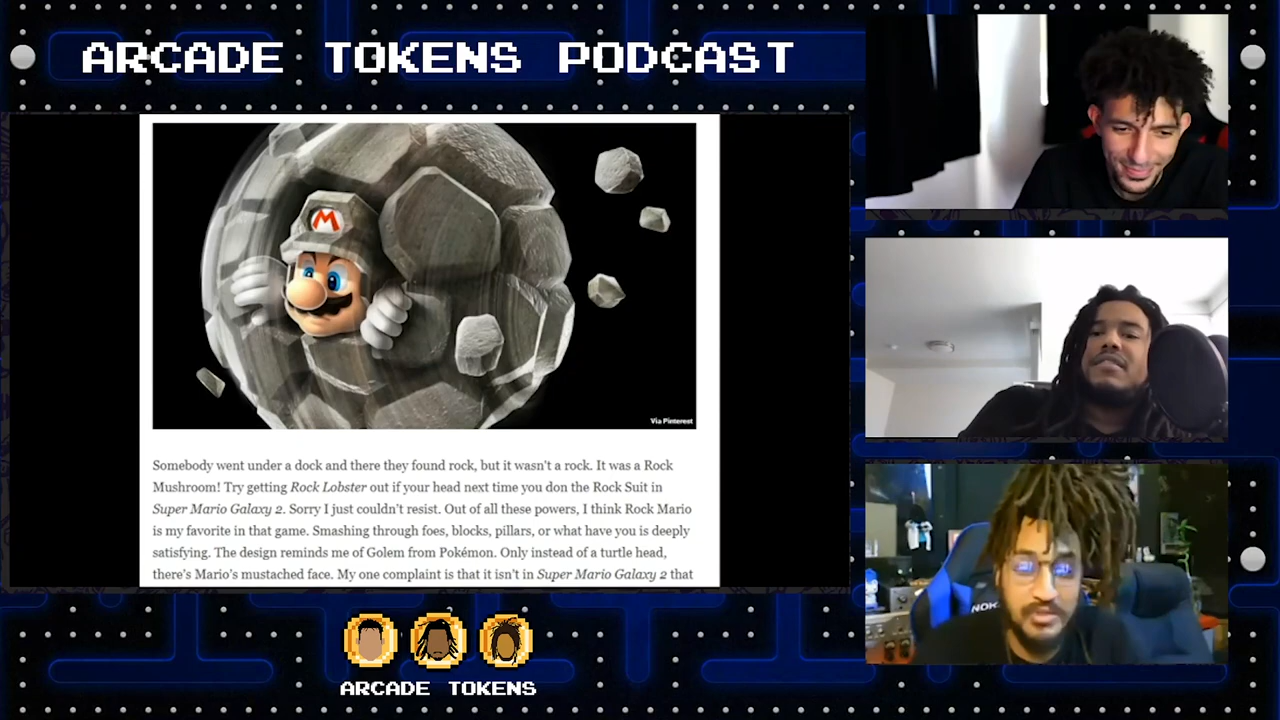 ARCADE TOKENS PODCAST
M
Via Pinterest
Somebody went under a dock and there they found rock, but it wasn't a rock. It was a Rock
Mushroom! Try getting Rock Lobster out if your head next time you don the Rock Suit in
Super Mario Galaxy 2. Sorry I just couldn't resist. Out of all these powers, I think Rock Mario
is my favorite in that game. Smashing through foes, blocks, pillars, or what have you is deeply
satisfying. The design reminds me of Golem from Pokémon. Only instead of a turtle head,
there's Mario's mustached face. My one complaint is that it isn't in Super Mario Galaxy 2 that
NOK
ARCADE TOKENS